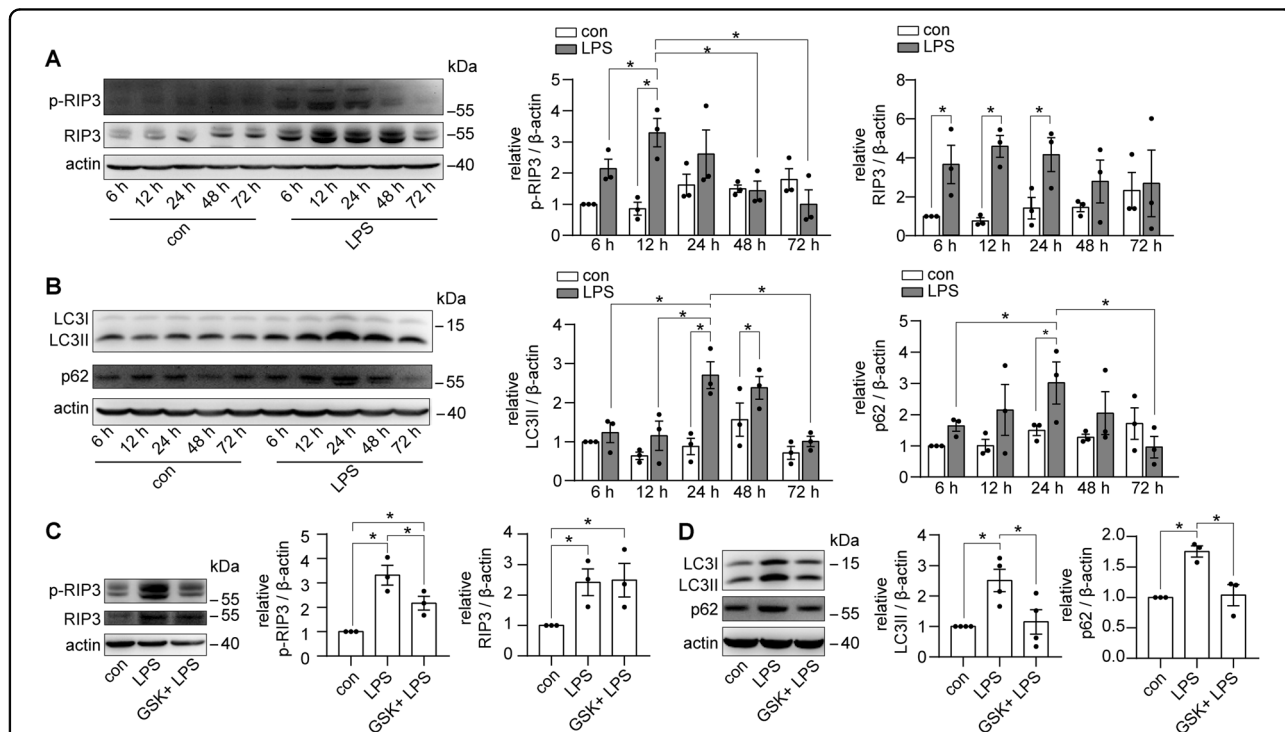 A
kDa
p-RIP3
–55
RIP3
–55
actin
–40
6 h 12 h 24 h 48 h 72 h 6 h 12 h 24 h 48 h 72 h
con LPS
con
LPS
relative
p-RIP3 / β-actin
5
4
3
2
1
0
* * * *
6 h 12 h 24 h 48 h 72 h
con
LPS
relative
RIP3 / β-actin
8
6
4
2
0
* * *
6 h 12 h 24 h 48 h 72 h
B
kDa
LC3I
–15
LC3II
p62
–55
actin
–40
6 h 12 h 24 h 48 h 72 h 6 h 12 h 24 h 48 h 72 h
con LPS
con
LPS
relative
LC3II / β-actin
4
3
2
1
0
* * * * *
6 h 12 h 24 h 48 h 72 h
con
LPS
relative
p62 / β-actin
5
4
3
2
1
0
* * *
6 h 12 h 24 h 48 h 72 h
C
kDa
p-RIP3
55
RIP3
55
actin
40
con LPS GSK+ LPS
relative
p-RIP3 / β-actin
5
4
3
2
1
0
* * *
con LPS GSK+ LPS
relative
RIP3 / β-actin
4
3
2
1
0
* *
con LPS GSK+ LPS
D
kDa
LC3I
–15
LC3II
p62
–55
actin
–40
con LPS GSK+ LPS
relative
LC3II / β-actin
4
3
2
1
0
* *
con LPS GSK+ LPS
relative
p62 / β-actin
2.0
1.5
1.0
0.5
0.0
* *
con LPS GSK+ LPS